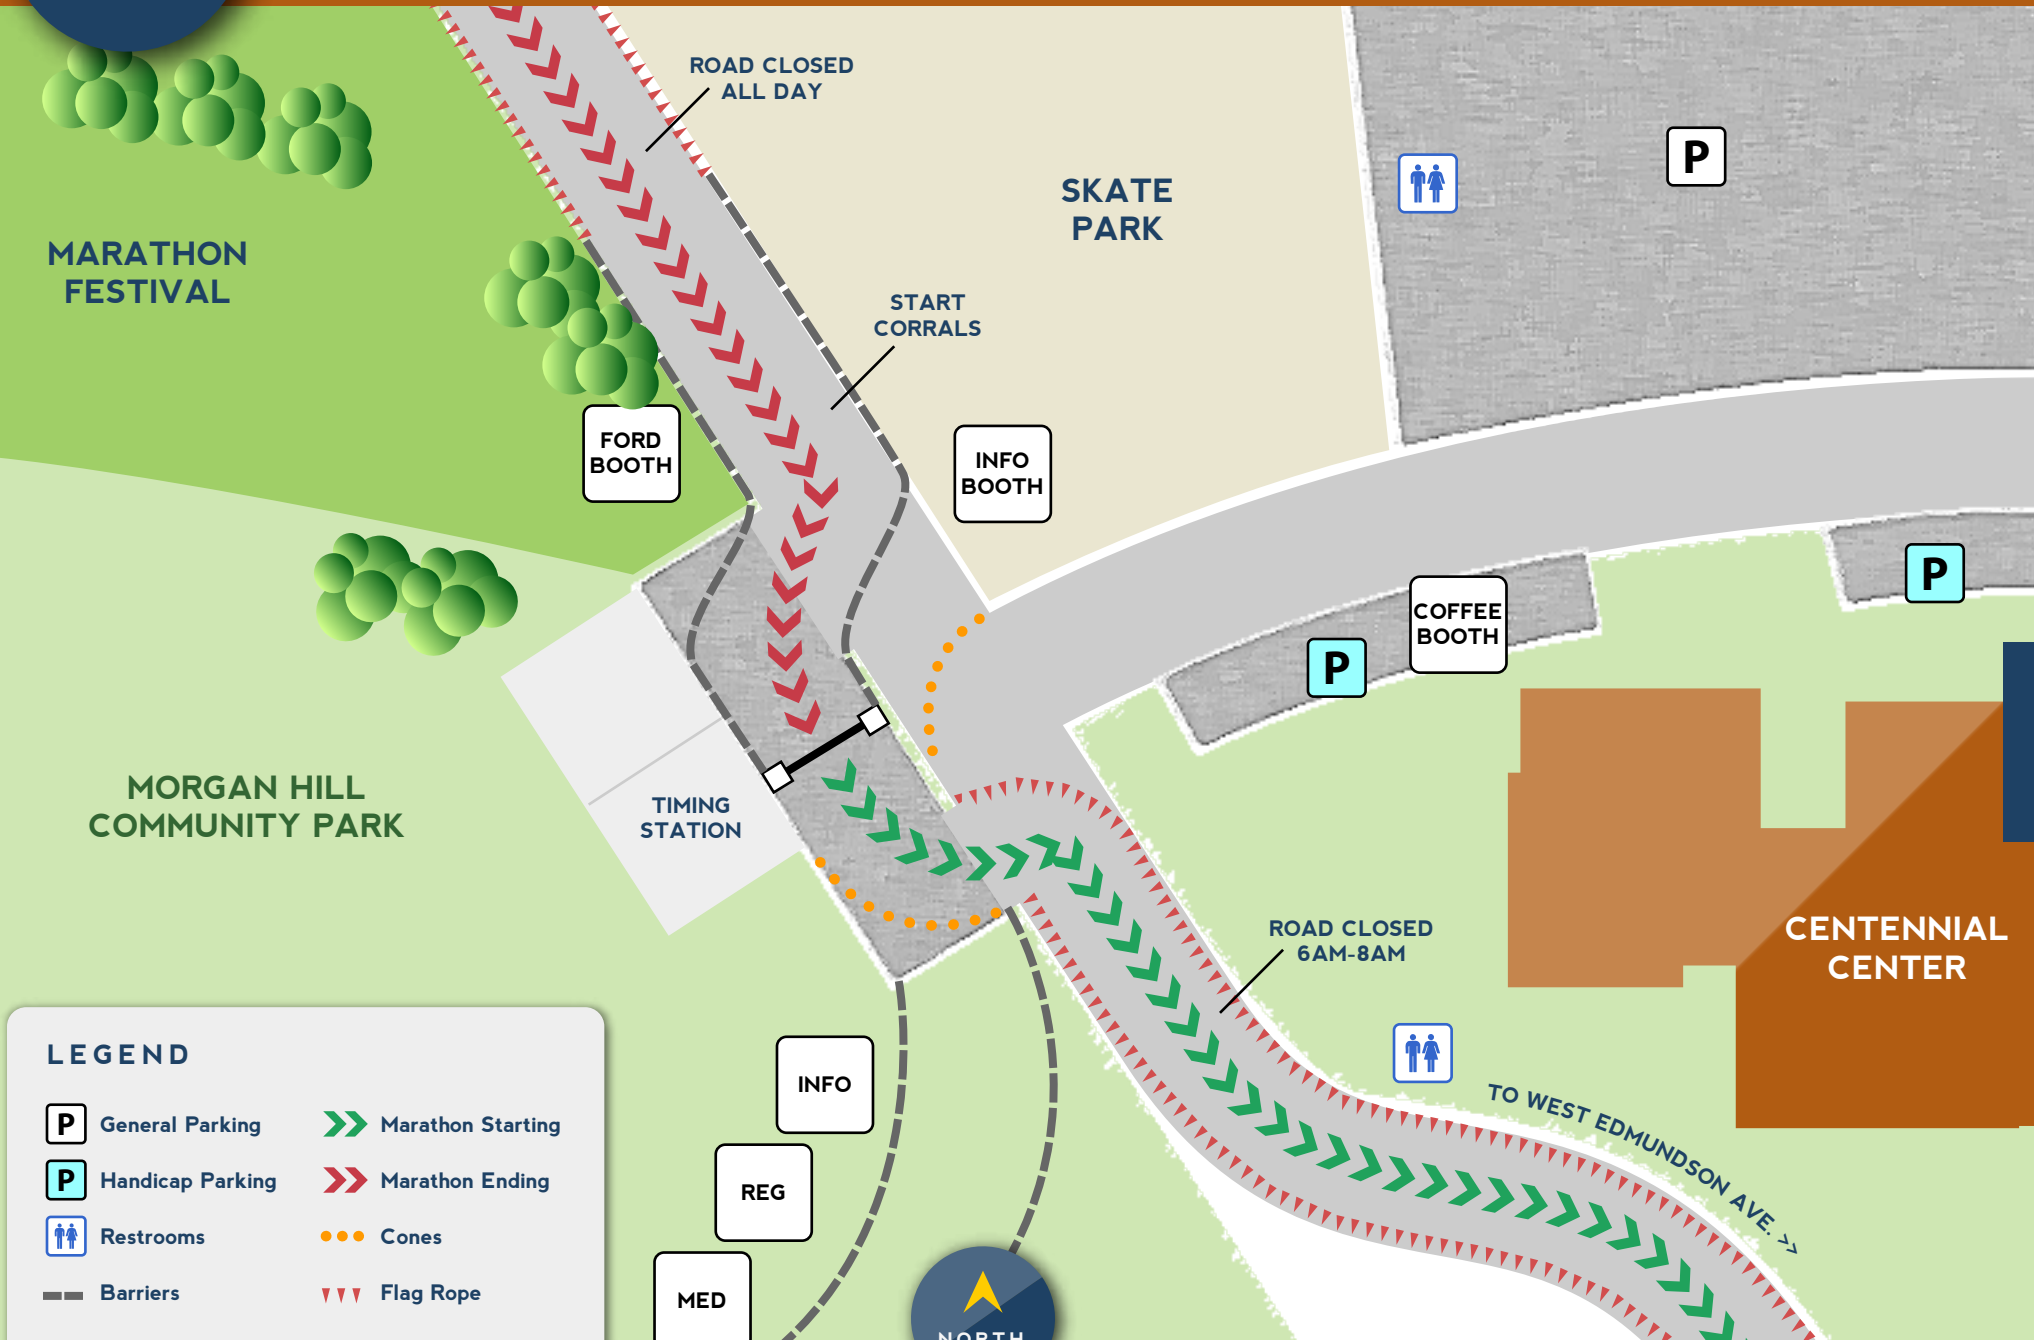 ROAD CLOSED
ALL DAY
SKATE
PARK
P
MARATHON
FESTIVAL
START
CORRALS
FORD
BOOTH
INFO
BOOTH
P
COFFEE
BOOTH
P
MORGAN HILL
COMMUNITY PARK
TIMING
STATION
CENTENNIAL
CENTER
ROAD CLOSED
6AM-8AM
TO WEST EDMUNDSON AVE. >>
INFO
REG
MED
NORTH
LEGEND
P General Parking
Marathon Starting
P Handicap Parking
Marathon Ending
Restrooms
Cones
Barriers
Flag Rope